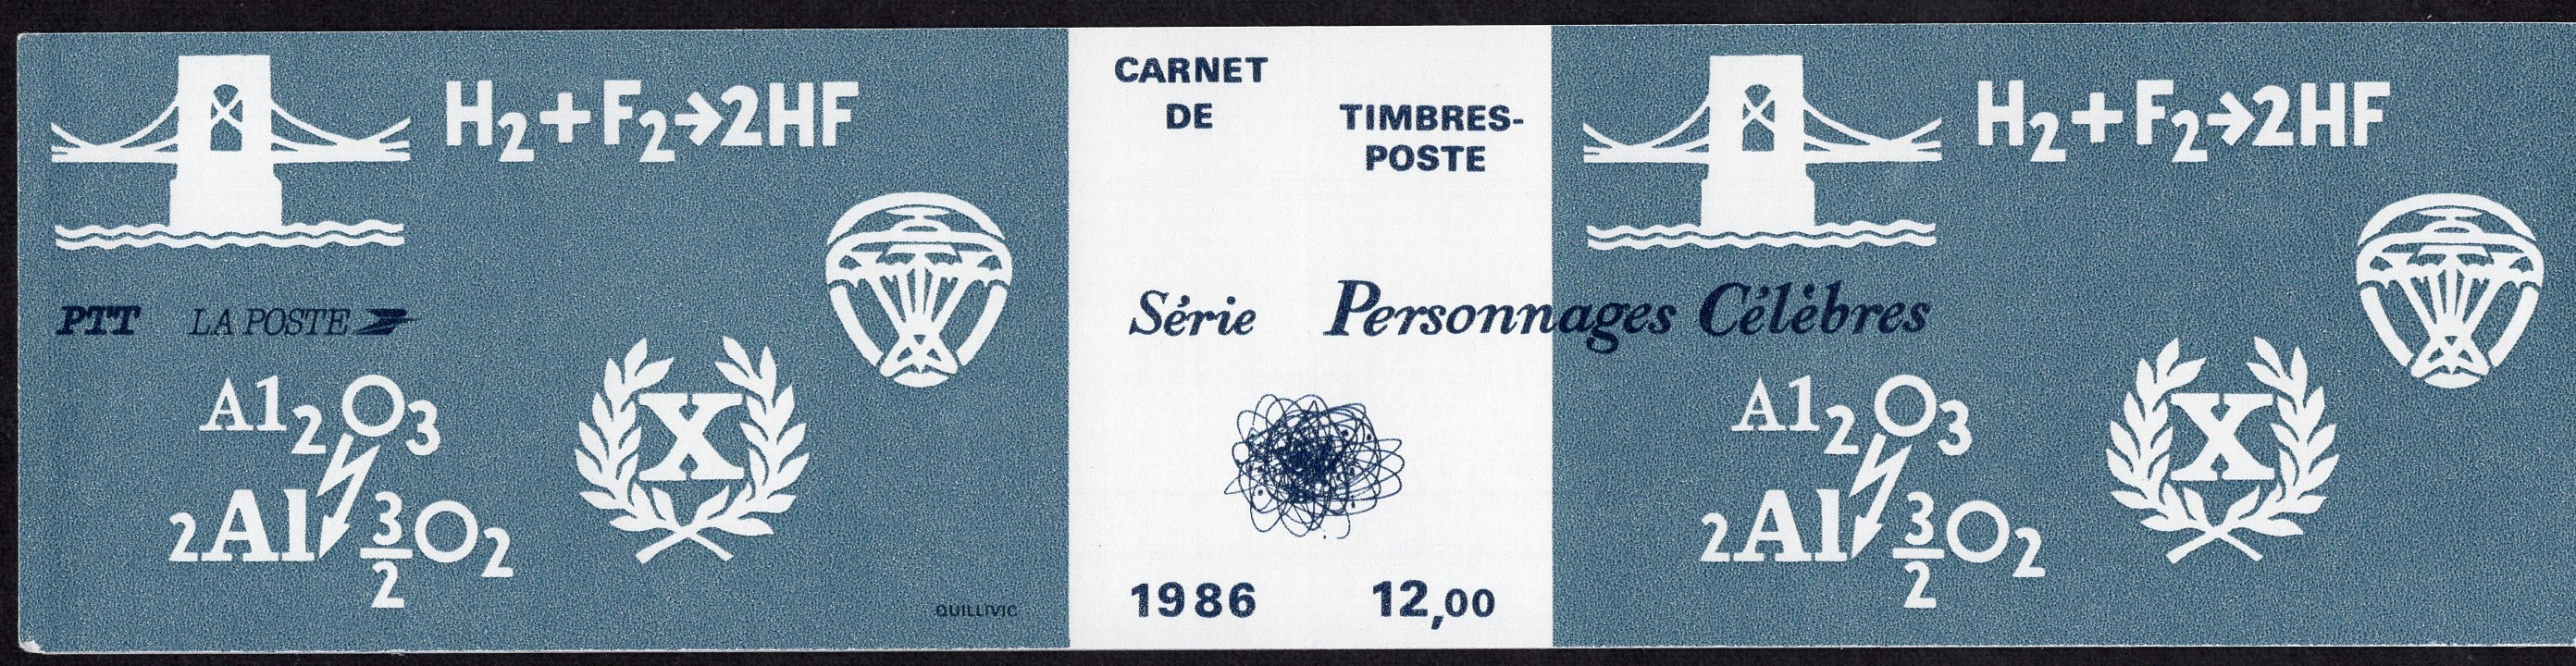 H₂+F₂→2HF
PTT LA POSTE
Al₂O₃
2Al 3/2 O₂
X
QUILLIVIC
CARNET
DE
TIMBRES-
POSTE
Série Personnages Célèbres
1986 12,00
H₂+F₂→2HF
Al₂O₃
2Al 3/2 O₂
X